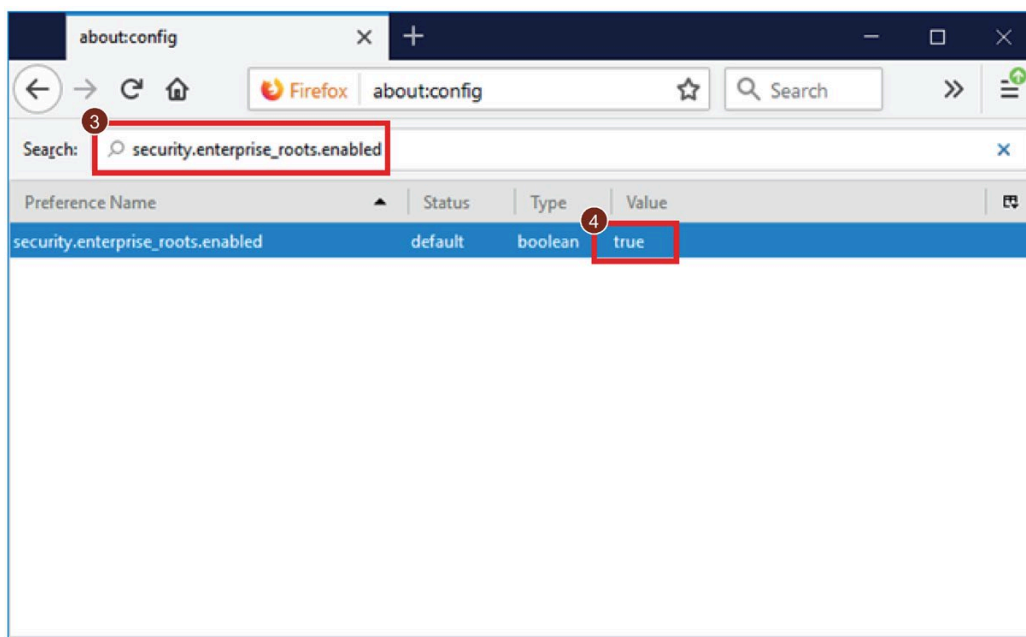 about:config
Firefox about:config Search
3
Search: security.enterprise_roots.enabled
Preference Name Status Type Value
4
security.enterprise_roots.enabled default boolean true